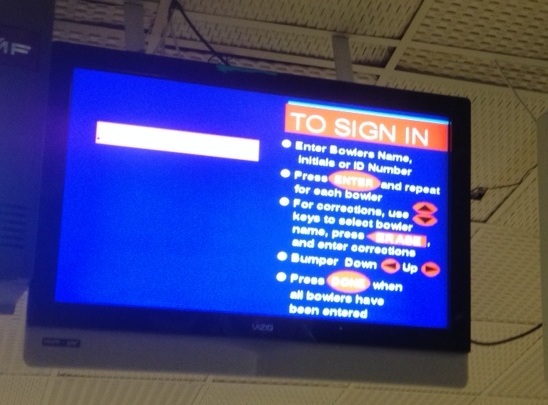 MF
TO SIGN IN
Enter Bowlers Name,
Initials or ID Number
Press ENTER and repeat
for each bowler
For corrections, use
keys to select bowler
name, press ERASE,
and enter corrections
Bumper Down Up
Press DONE when
all bowlers have
been entered
VIZIO